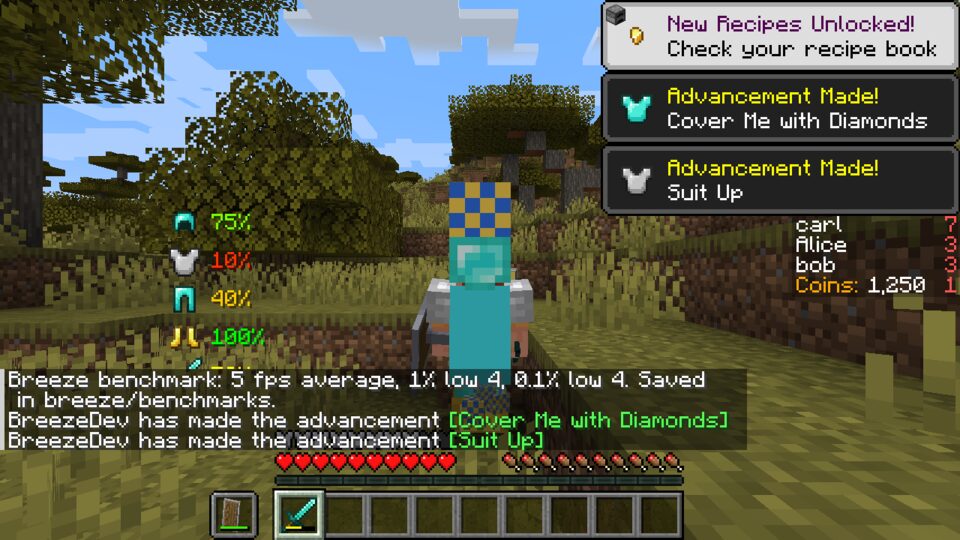 New Recipes Unlocked!
Check your recipe book
Advancement Made!
Cover Me with Diamonds
Advancement Made!
Suit Up
carl 7
Alice 3
bob 3
Coins: 1,250 1
75%
10%
40%
100%
Breeze benchmark: 5 fps average, 1% low 4, 0.1% low 4. Saved
in breeze/benchmarks.
BreezeDev has made the advancement [Cover Me with Diamonds]
BreezeDev has made the advancement [Suit Up]